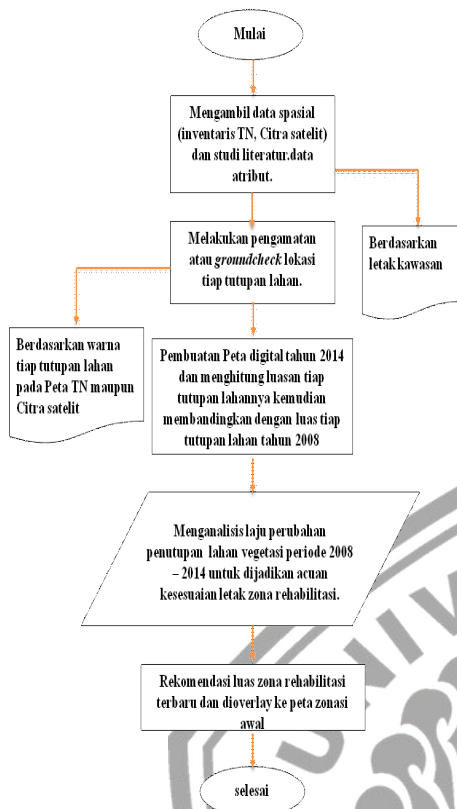 Mulai
Mengambil data spasial
(inventaris TN, Citra satelit)
dan studi literatur.data
atribut.
Berdasarkan
letak kawasan
Melakukan pengamatan
atau groundcheck lokasi
tiap tutupan lahan.
Berdasarkan warna
tiap tutupan lahan
pada Peta TN maupun
Citra satelit
Pembuatan Peta digital tahun 2014
dan menghitung luasan tiap
tutupan lahannya kemudian
membandingkan dengan luas tiap
tutupan lahan tahun 2008
Menganalisis laju perubahan
penutupan lahan vegetasi periode 2008
– 2014 untuk dijadikan acuan
kesesuaian letak zona rehabilitasi.
Rekomendasi luas zona rehabilitasi
terbaru dan dioverlay ke peta zonasi
awal
selesai
UNIV